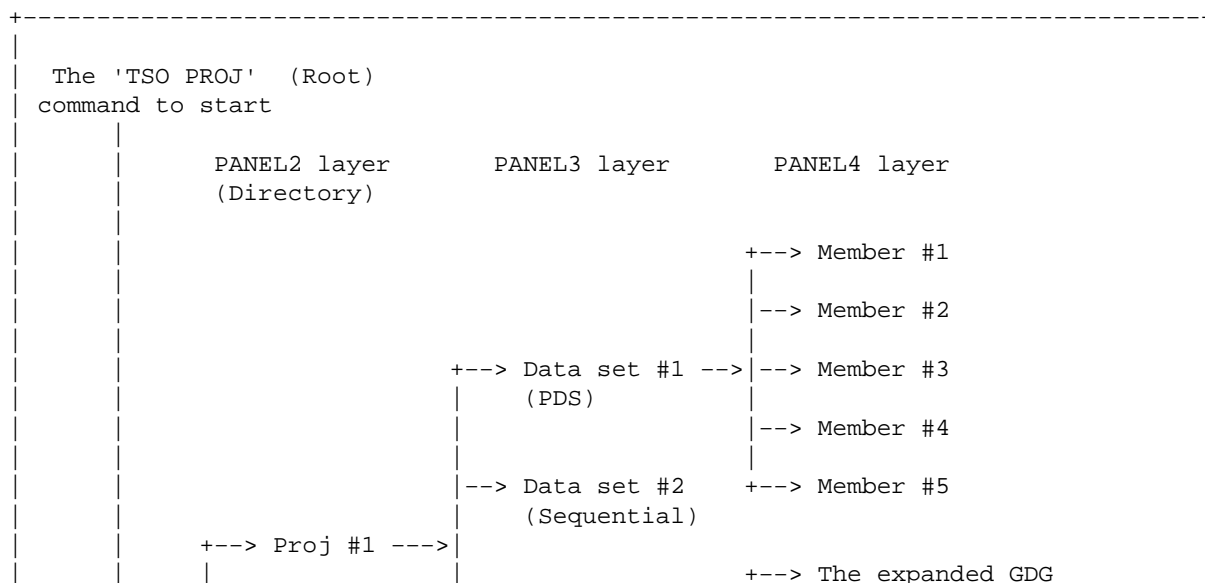 The 'TSO PROJ' (Root)
command to start
PANEL2 layer PANEL3 layer PANEL4 layer
(Directory)
+--> Member #1
|--> Member #2
+--> Data set #1 -->|--> Member #3
(PDS)
|--> Member #4
|--> Data set #2 +--> Member #5
(Sequential)
+--> Proj #1 --->|
+--> The expanded GDG